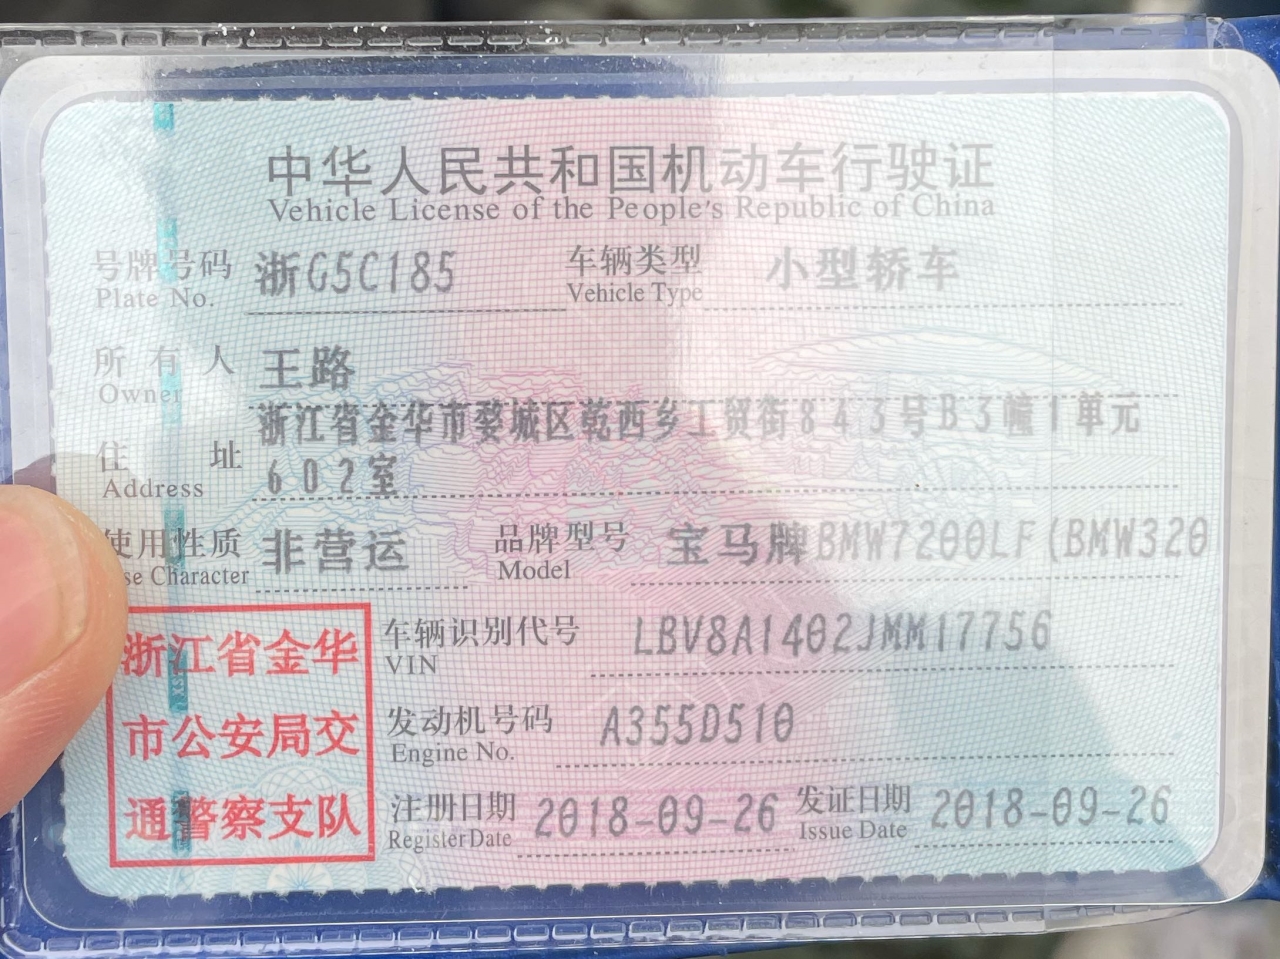 中华人民共和国机动车行驶证
Vehicle License of the People's Republic of China
号牌号码 浙G5C185 车辆类型 小型轿车
Plate No. Vehicle Type
所有人 王路
Owner
浙江省金华市婺城区乾西乡工贸街843号B3幢1单元
住址 602室
Address
使用性质 非营运 品牌型号 宝马牌BMW7200LF(BMW320
Character Model
浙江省金华 车辆识别代号 LBV8A1402JMM17756
VIN
市公安局交 发动机号码 A355D510
Engine No.
通警察支队 注册日期 2018-09-26 发证日期 2018-09-26
Register Date Issue Date